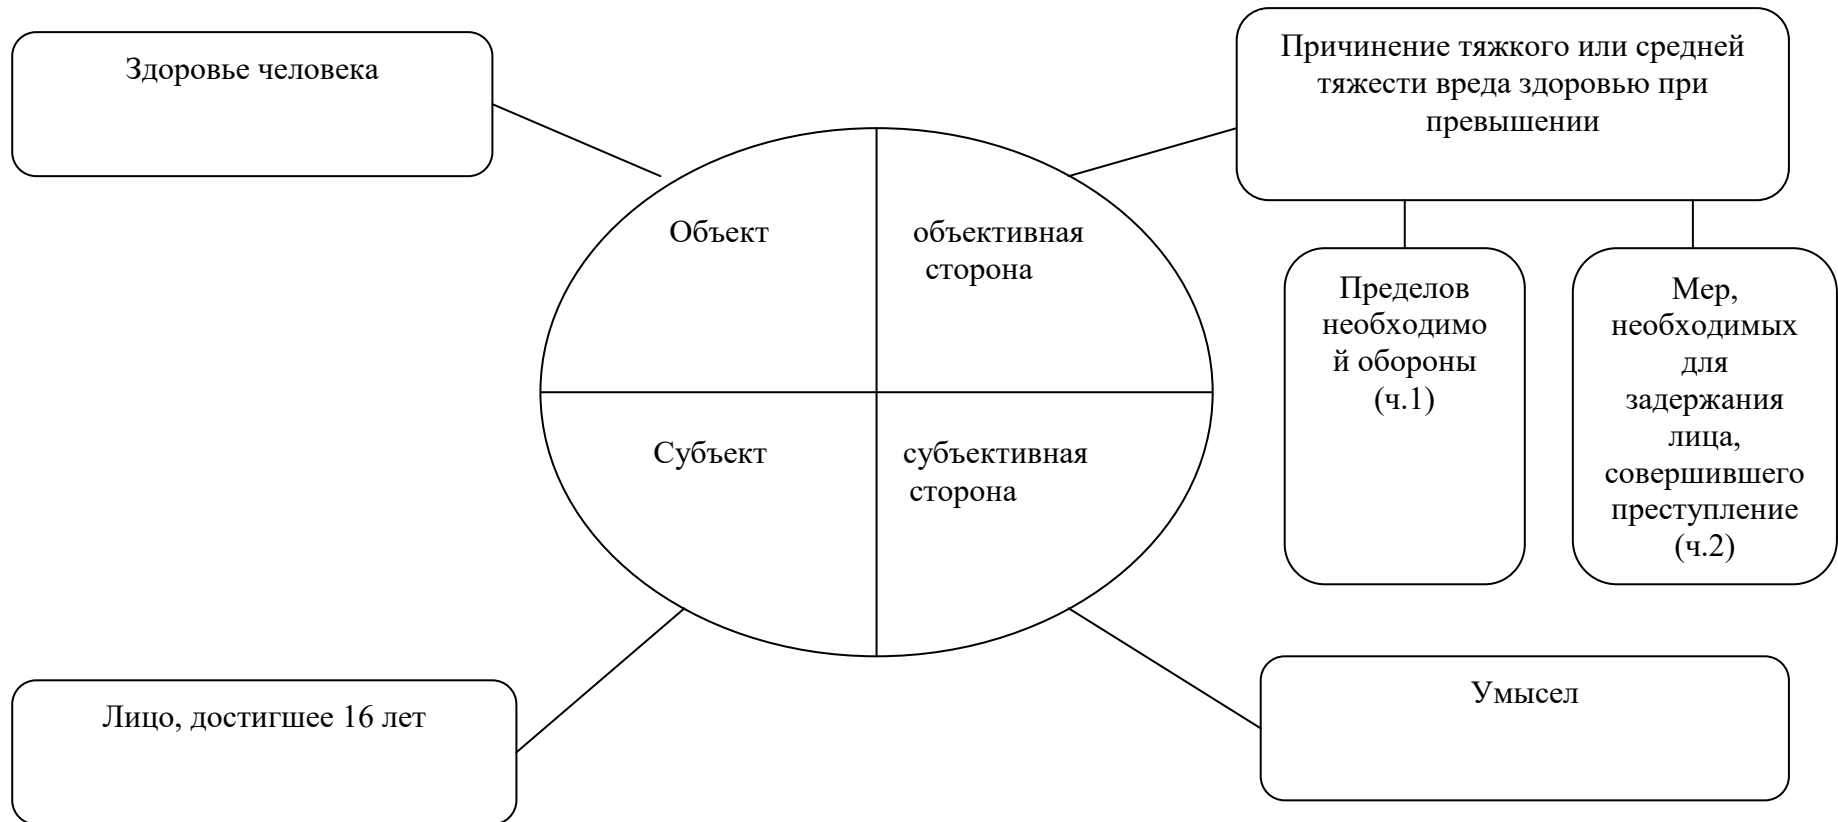 Здоровье человека
Причинение тяжкого или средней
тяжести вреда здоровью при
превышении
Объект
объективная
сторона
Пределов
необходимо
й обороны
(ч.1)
Мер,
необходимых
для
задержания
лица,
совершившего
преступление
(ч.2)
Субъект
субъективная
сторона
Лицо, достигшее 16 лет
Умысел